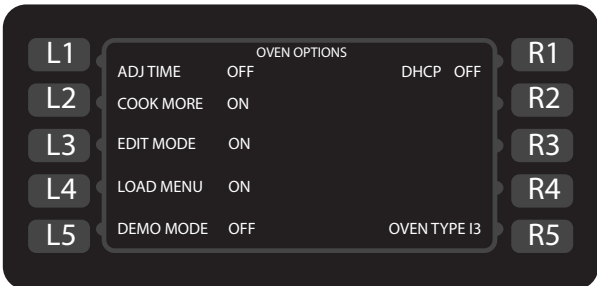 OVEN OPTIONS
L1 ADJ TIME OFF DHCP OFF R1
L2 COOK MORE ON R2
L3 EDIT MODE ON R3
L4 LOAD MENU ON R4
L5 DEMO MODE OFF OVEN TYPE I3 R5